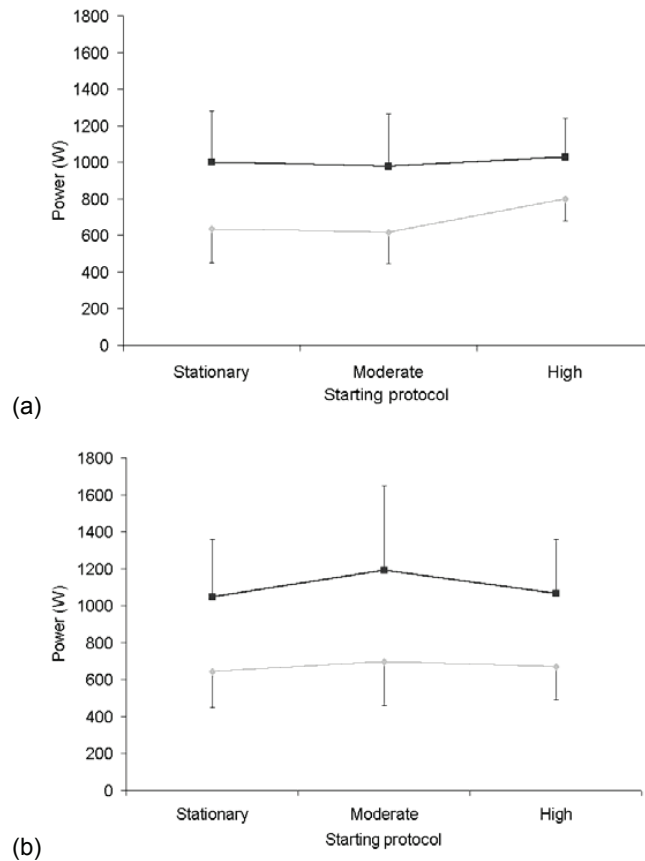 1800
1600
1400
1200
1000
800
600
400
200
0
Power (W)
Stationary Moderate High
Starting protocol
(a)
1800
1600
1400
1200
1000
800
600
400
200
0
Power (W)
Stationary Moderate High
Starting protocol
(b)